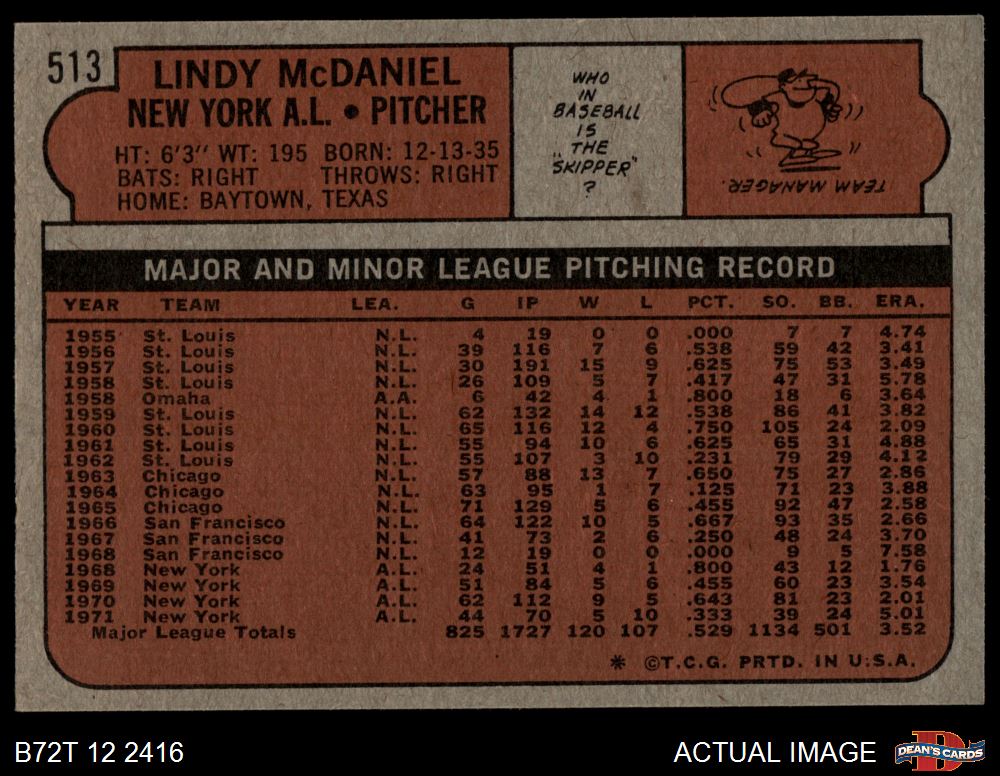 513
LINDY McDANIEL
NEW YORK A.L. • PITCHER
HT: 6'3" WT: 195 BORN: 12-13-35
BATS: RIGHT THROWS: RIGHT
HOME: BAYTOWN, TEXAS
WHO
IN
BASEBALL
IS
"THE
SKIPPER"
?
TEAM MANAGER.
MAJOR AND MINOR LEAGUE PITCHING RECORD
YEAR TEAM LEA. G IP W L PCT. SO. BB. ERA.
1955 St. Louis N.L. 4 19 0 0 .000 7 7 4.74
1956 St. Louis N.L. 39 116 7 6 .538 59 42 3.41
1957 St. Louis N.L. 30 191 15 9 .625 75 53 3.49
1958 St. Louis N.L. 26 109 5 7 .417 47 31 5.78
1958 Omaha A.A. 6 42 4 1 .800 18 6 3.64
1959 St. Louis N.L. 62 132 14 12 .538 86 41 3.82
1960 St. Louis N.L. 65 116 12 4 .750 105 24 2.09
1961 St. Louis N.L. 55 94 10 6 .625 65 31 4.88
1962 St. Louis N.L. 55 107 3 10 .231 79 29 4.12
1963 Chicago N.L. 57 88 13 7 .650 75 27 2.86
1964 Chicago N.L. 63 95 1 7 .125 71 23 3.88
1965 Chicago N.L. 71 129 5 6 .455 92 47 2.58
1966 San Francisco N.L. 64 122 10 5 .667 93 35 2.66
1967 San Francisco N.L. 41 73 2 6 .250 48 24 3.70
1968 San Francisco N.L. 12 19 0 0 .000 9 5 7.58
1968 New York A.L. 24 51 4 1 .800 43 12 1.76
1969 New York A.L. 51 84 5 6 .455 60 23 3.54
1970 New York A.L. 62 112 9 5 .643 81 23 2.01
1971 New York A.L. 44 70 5 10 .333 39 24 5.01
Major League Totals 825 1727 120 107 .529 1134 501 3.52
* ©T.C.G. PRTD. IN U.S.A.
B72T 12 2416
ACTUAL IMAGE
DEAN'S CARDS